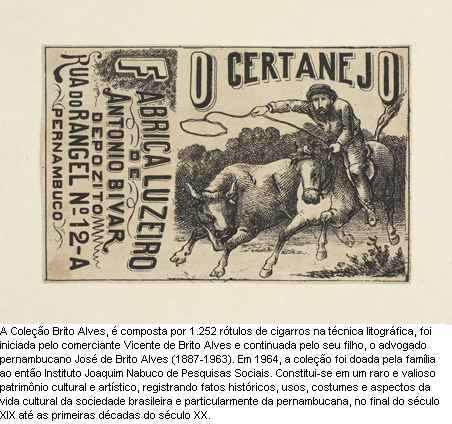 O CERTANEJO
FABRICA LUZEIRO
DE
ANTONIO BIVAR
DEPOZITO
RUA DO RANGEL Nº 12-A
PERNAMBUCO
A Coleção Brito Alves, é composta por 1.252 rótulos de cigarros na técnica litográfica, foi
iniciada pelo comerciante Vicente de Brito Alves e continuada pelo seu filho, o advogado
pernambucano José de Brito Alves (1887-1963). Em 1964, a coleção foi doada pela família
ao então Instituto Joaquim Nabuco de Pesquisas Sociais. Constitui-se em um raro e valioso
patrimônio cultural e artístico, registrando fatos históricos, usos, costumes e aspectos da
vida cultural da sociedade brasileira e particularmente da pernambucana, no final do século
XIX até as primeiras décadas do século XX.